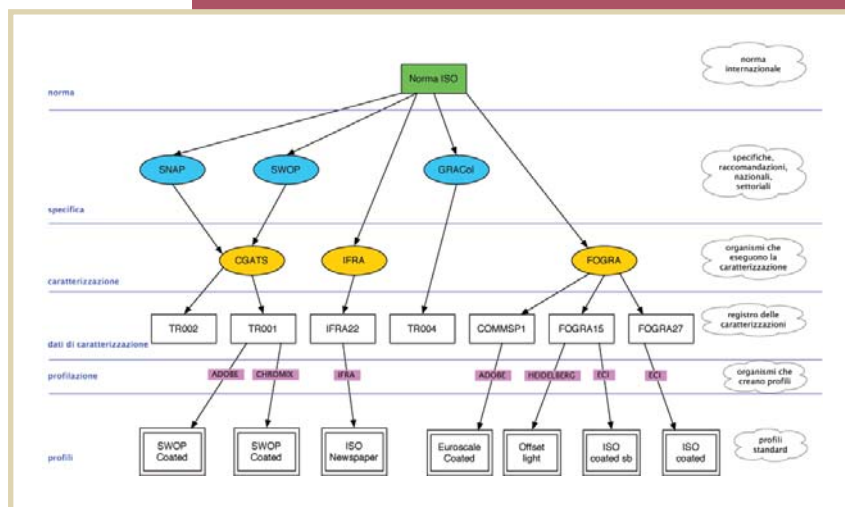 norma
internazionale
Norma ISO
norma
specifiche,
raccomandazioni,
nazionali,
settoriali
SNAP
SWOP
GRACol
specifica
organismi che
eseguono la
caratterizzazione
CGATS
IFRA
FOGRA
caratterizzazione
registro delle
caratterizzazioni
TR002
TR001
IFRA22
TR004
COMMSP1
FOGRA15
FOGRA27
dati di caratterizzazione
profilazione
ADOBE
CHROMIX
IFRA
ADOBE
HEIDELBERG
ECI
ECI
organismi che
creano profili
SWOP
Coated
SWOP
Coated
ISO
Newspaper
Euroscale
Coated
Offset
light
ISO
coated sb
ISO
coated
profili
standard
profili